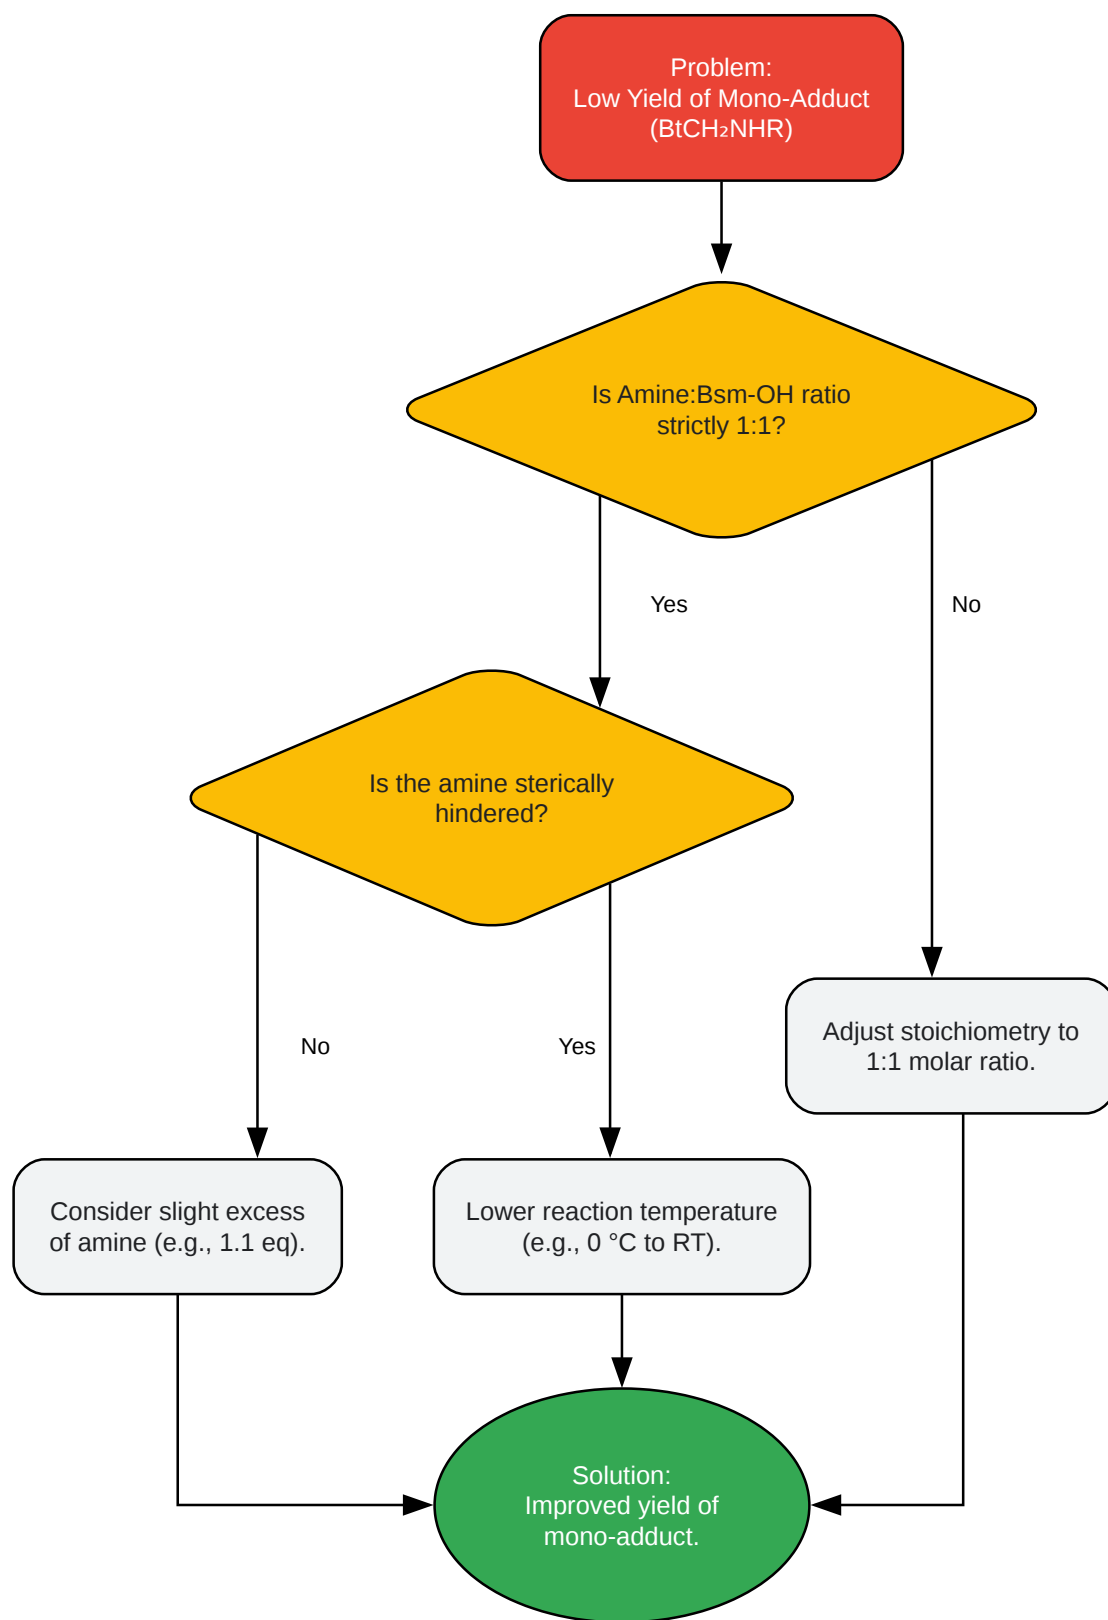 Problem:
Low Yield of Mono-Adduct
(BtCH₂NHR)
Is Amine:Bsm-OH ratio
strictly 1:1?
Yes
No
Is the amine sterically
hindered?
No
Yes
Adjust stoichiometry to
1:1 molar ratio.
Consider slight excess
of amine (e.g., 1.1 eq).
Lower reaction temperature
(e.g., 0 °C to RT).
Solution:
Improved yield of
mono-adduct.